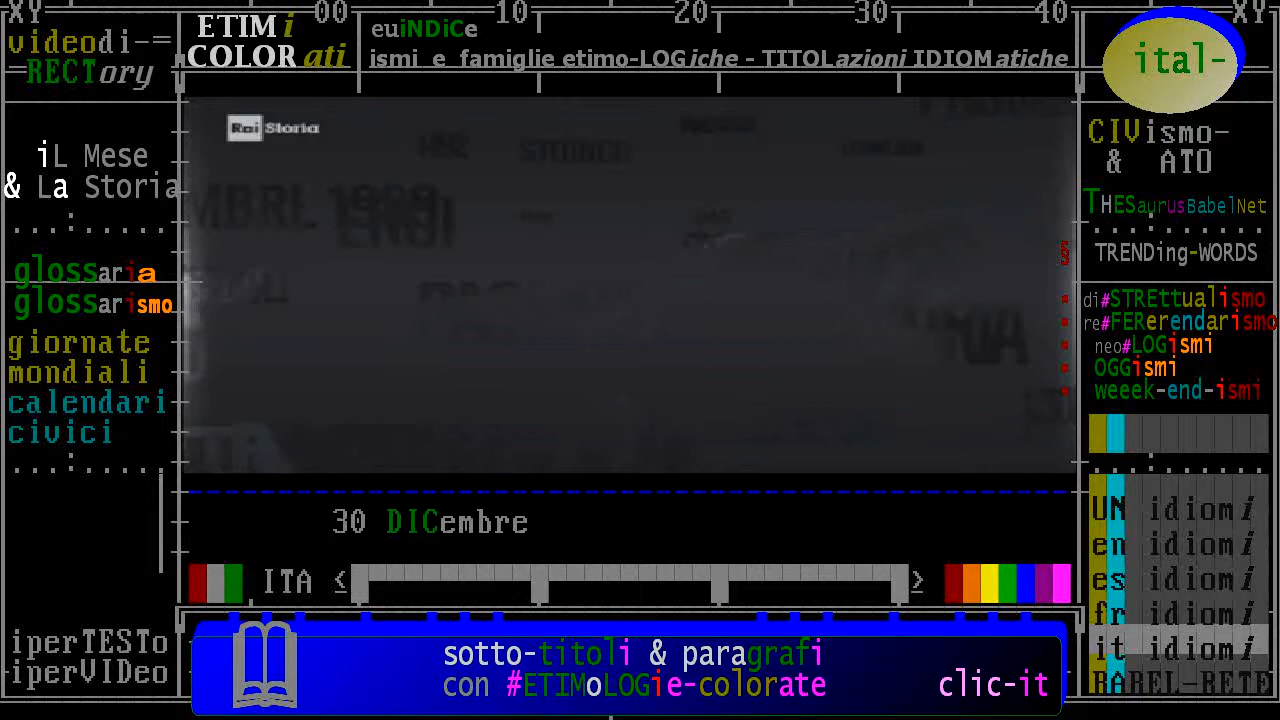 XY 00 10 20 30 40 XY
videodi-=
=RECTory
ETIMi
COLORati
euiNDiCe
ismi e famiglie etimo-LOGiche - TITOLazioni IDIOMatiche
ital-
Rai Storia
iL Mese
& La Storia
glossaria
glossarismo
giornate
mondiali
calendari
civici
CIVismo-
& ATO
THESaurusBabelNet
TRENDing-WORDS
di#STREttualismo
re#FERerendarismo
neo#LOGismi
OGGismi
weeek-end-ismi
UN idiomi
en idiomi
es idiomi
fr idiomi
it idiomi
BABEL-RETE
30 DICembre
ITA < >
iperTESTo
iperVIDeo
sotto-titoli & paragrafi
con #ETIMoLOGie-colorate
clic-it